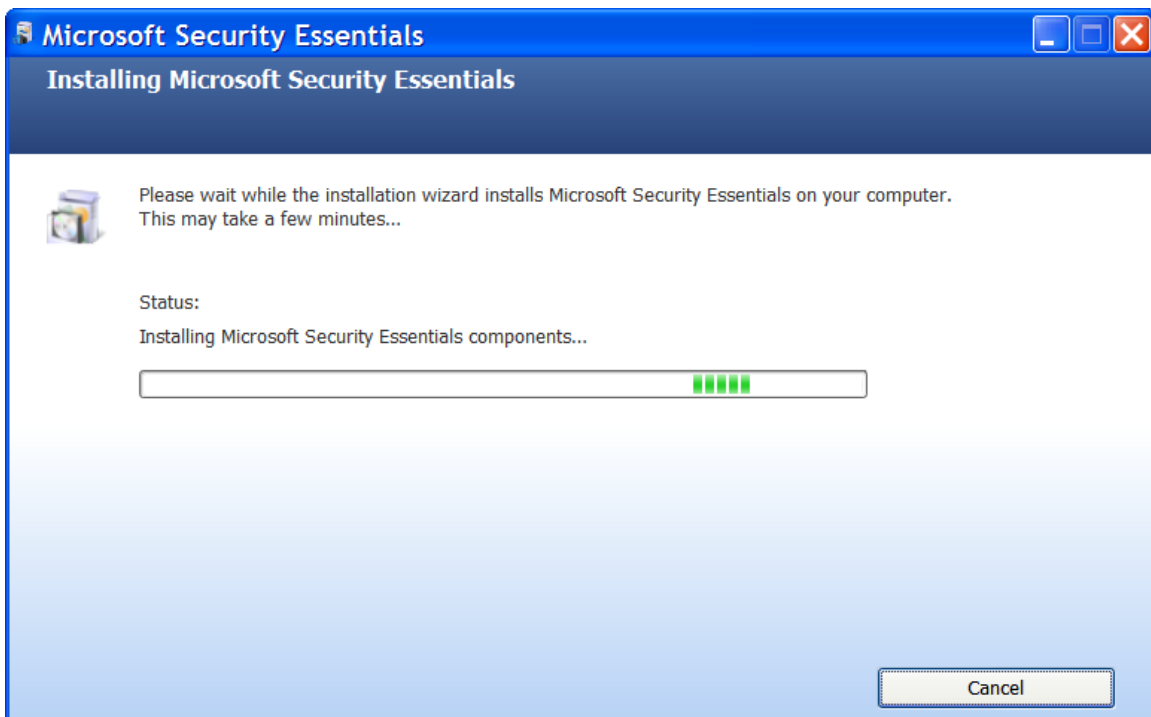 Microsoft Security Essentials
Installing Microsoft Security Essentials
Please wait while the installation wizard installs Microsoft Security Essentials on your computer.
This may take a few minutes...
Status:
Installing Microsoft Security Essentials components...
Cancel